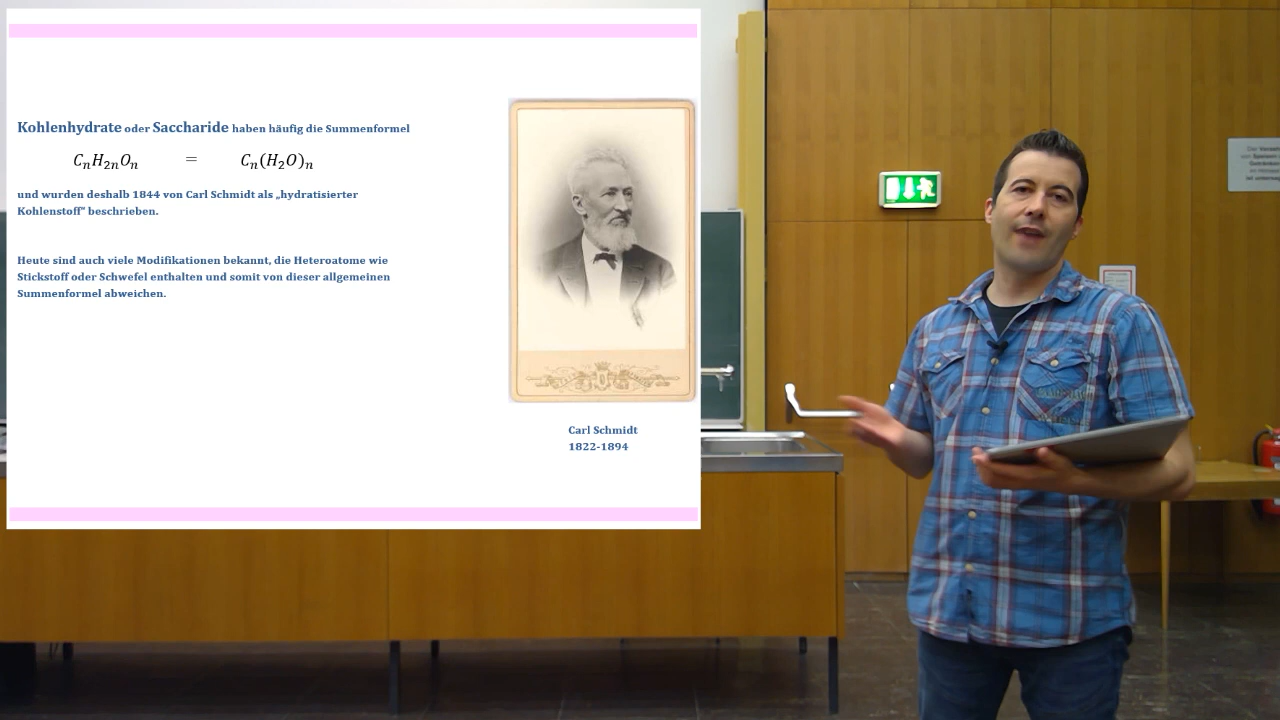 Kohlenhydrate oder Saccharide haben häufig die Summenformel
CₙH₂ₙOₙ = Cₙ(H₂O)ₙ
und wurden deshalb 1844 von Carl Schmidt als „hydratisierter
Kohlenstoff“ beschrieben.
Heute sind auch viele Modifikationen bekannt, die Heteroatome wie
Stickstoff oder Schwefel enthalten und somit von dieser allgemeinen
Summenformel abweichen.
Carl Schmidt
1822-1894